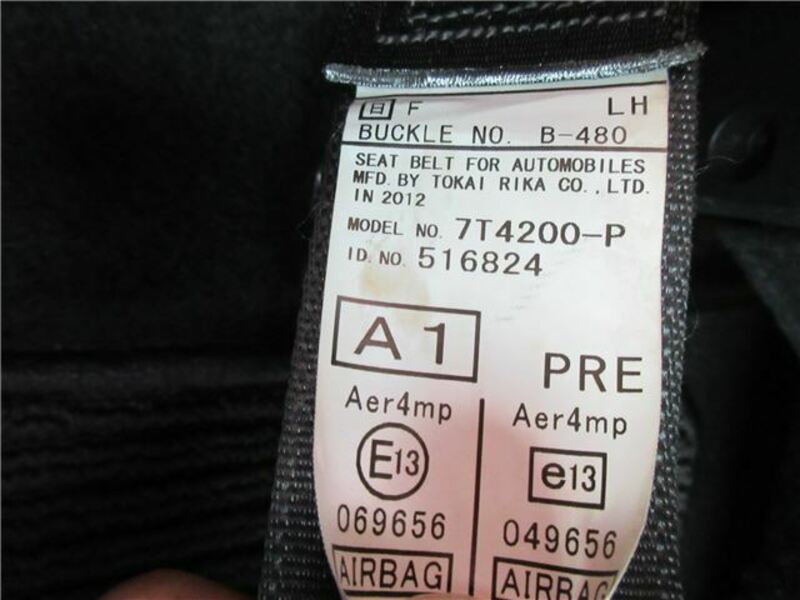 日 F LH
BUCKLE NO. B-480
SEAT BELT FOR AUTOMOBILES
MFD. BY TOKAI RIKA CO.,LTD.
IN 2012
MODEL NO. 7T4200-P
ID. NO. 516824
A1
PRE
Aer4mp Aer4mp
E13 e13
069656 049656
AIRBAG AIRBAG